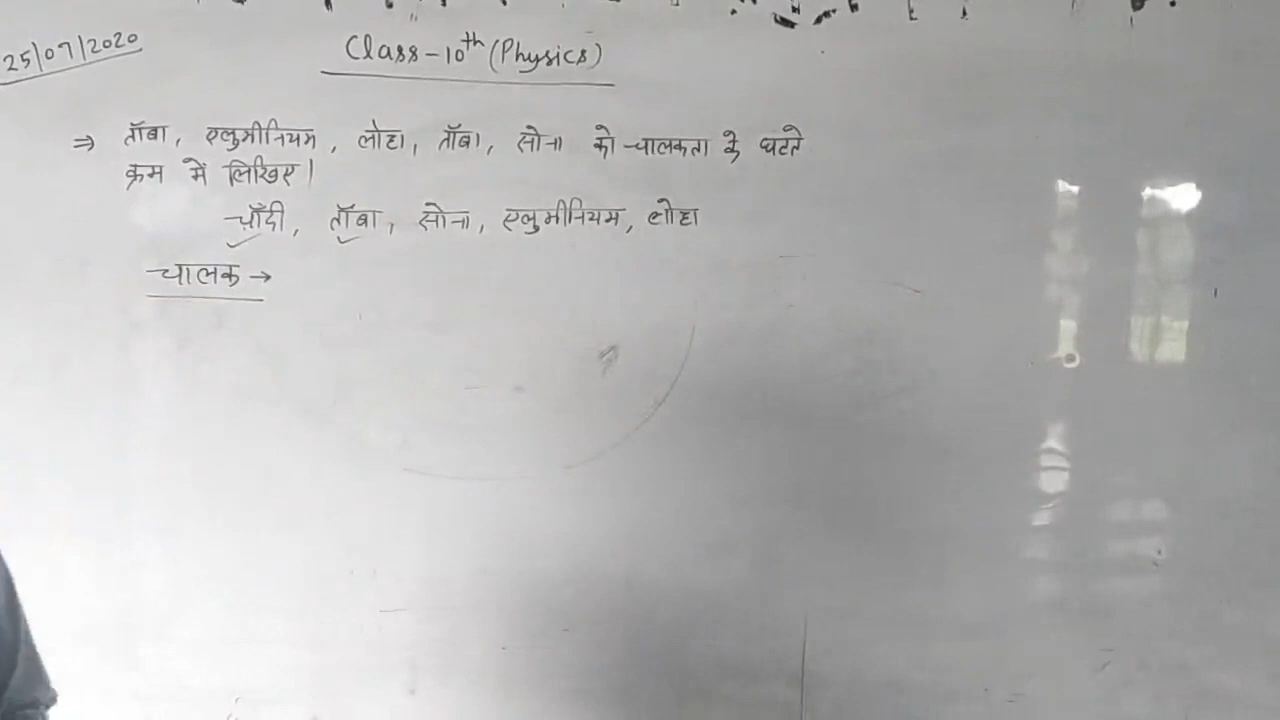 25/07/2020
Class-10th (Physics)
⇒ ताँबा, एलुमीनियम, लोहा, ताँबा, सोना को चालकता के घटते
क्रम में लिखिए।
चाँदी, ताँबा, सोना, एलुमीनियम, लोहा
चालक →